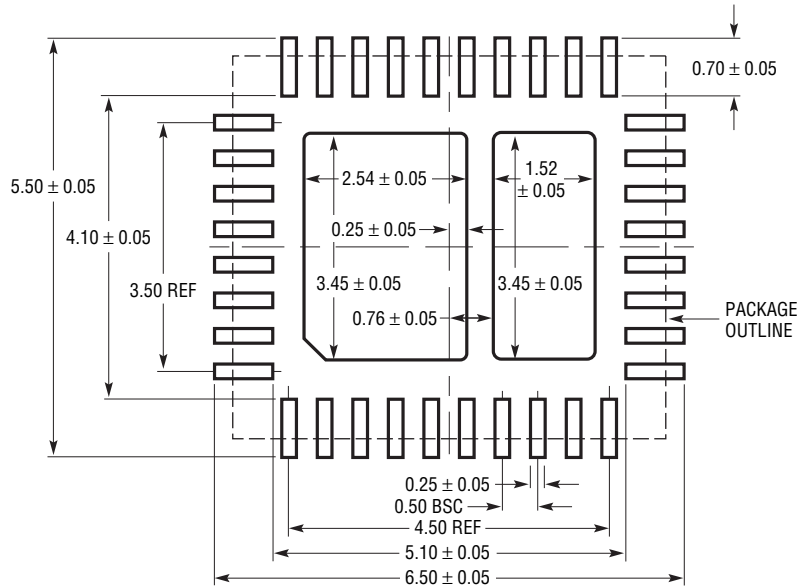 0.70 ± 0.05
5.50 ± 0.05
2.54 ± 0.05
1.52
± 0.05
4.10 ± 0.05
0.25 ± 0.05
3.50 REF
3.45 ± 0.05
3.45 ± 0.05
0.76 ± 0.05
PACKAGE
OUTLINE
0.25 ± 0.05
0.50 BSC
4.50 REF
5.10 ± 0.05
6.50 ± 0.05